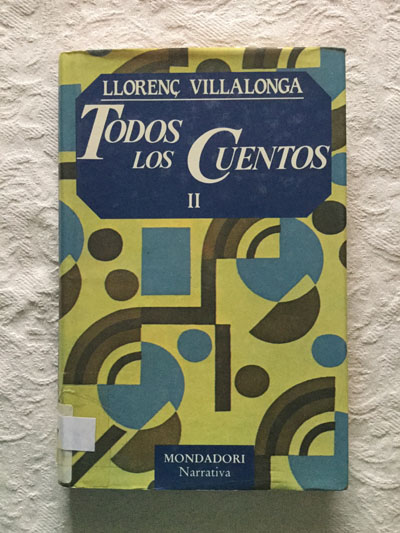 LLORENÇ VILLALONGA
TODOS
LOS CUENTOS
II
MONDADORI
Narrativa